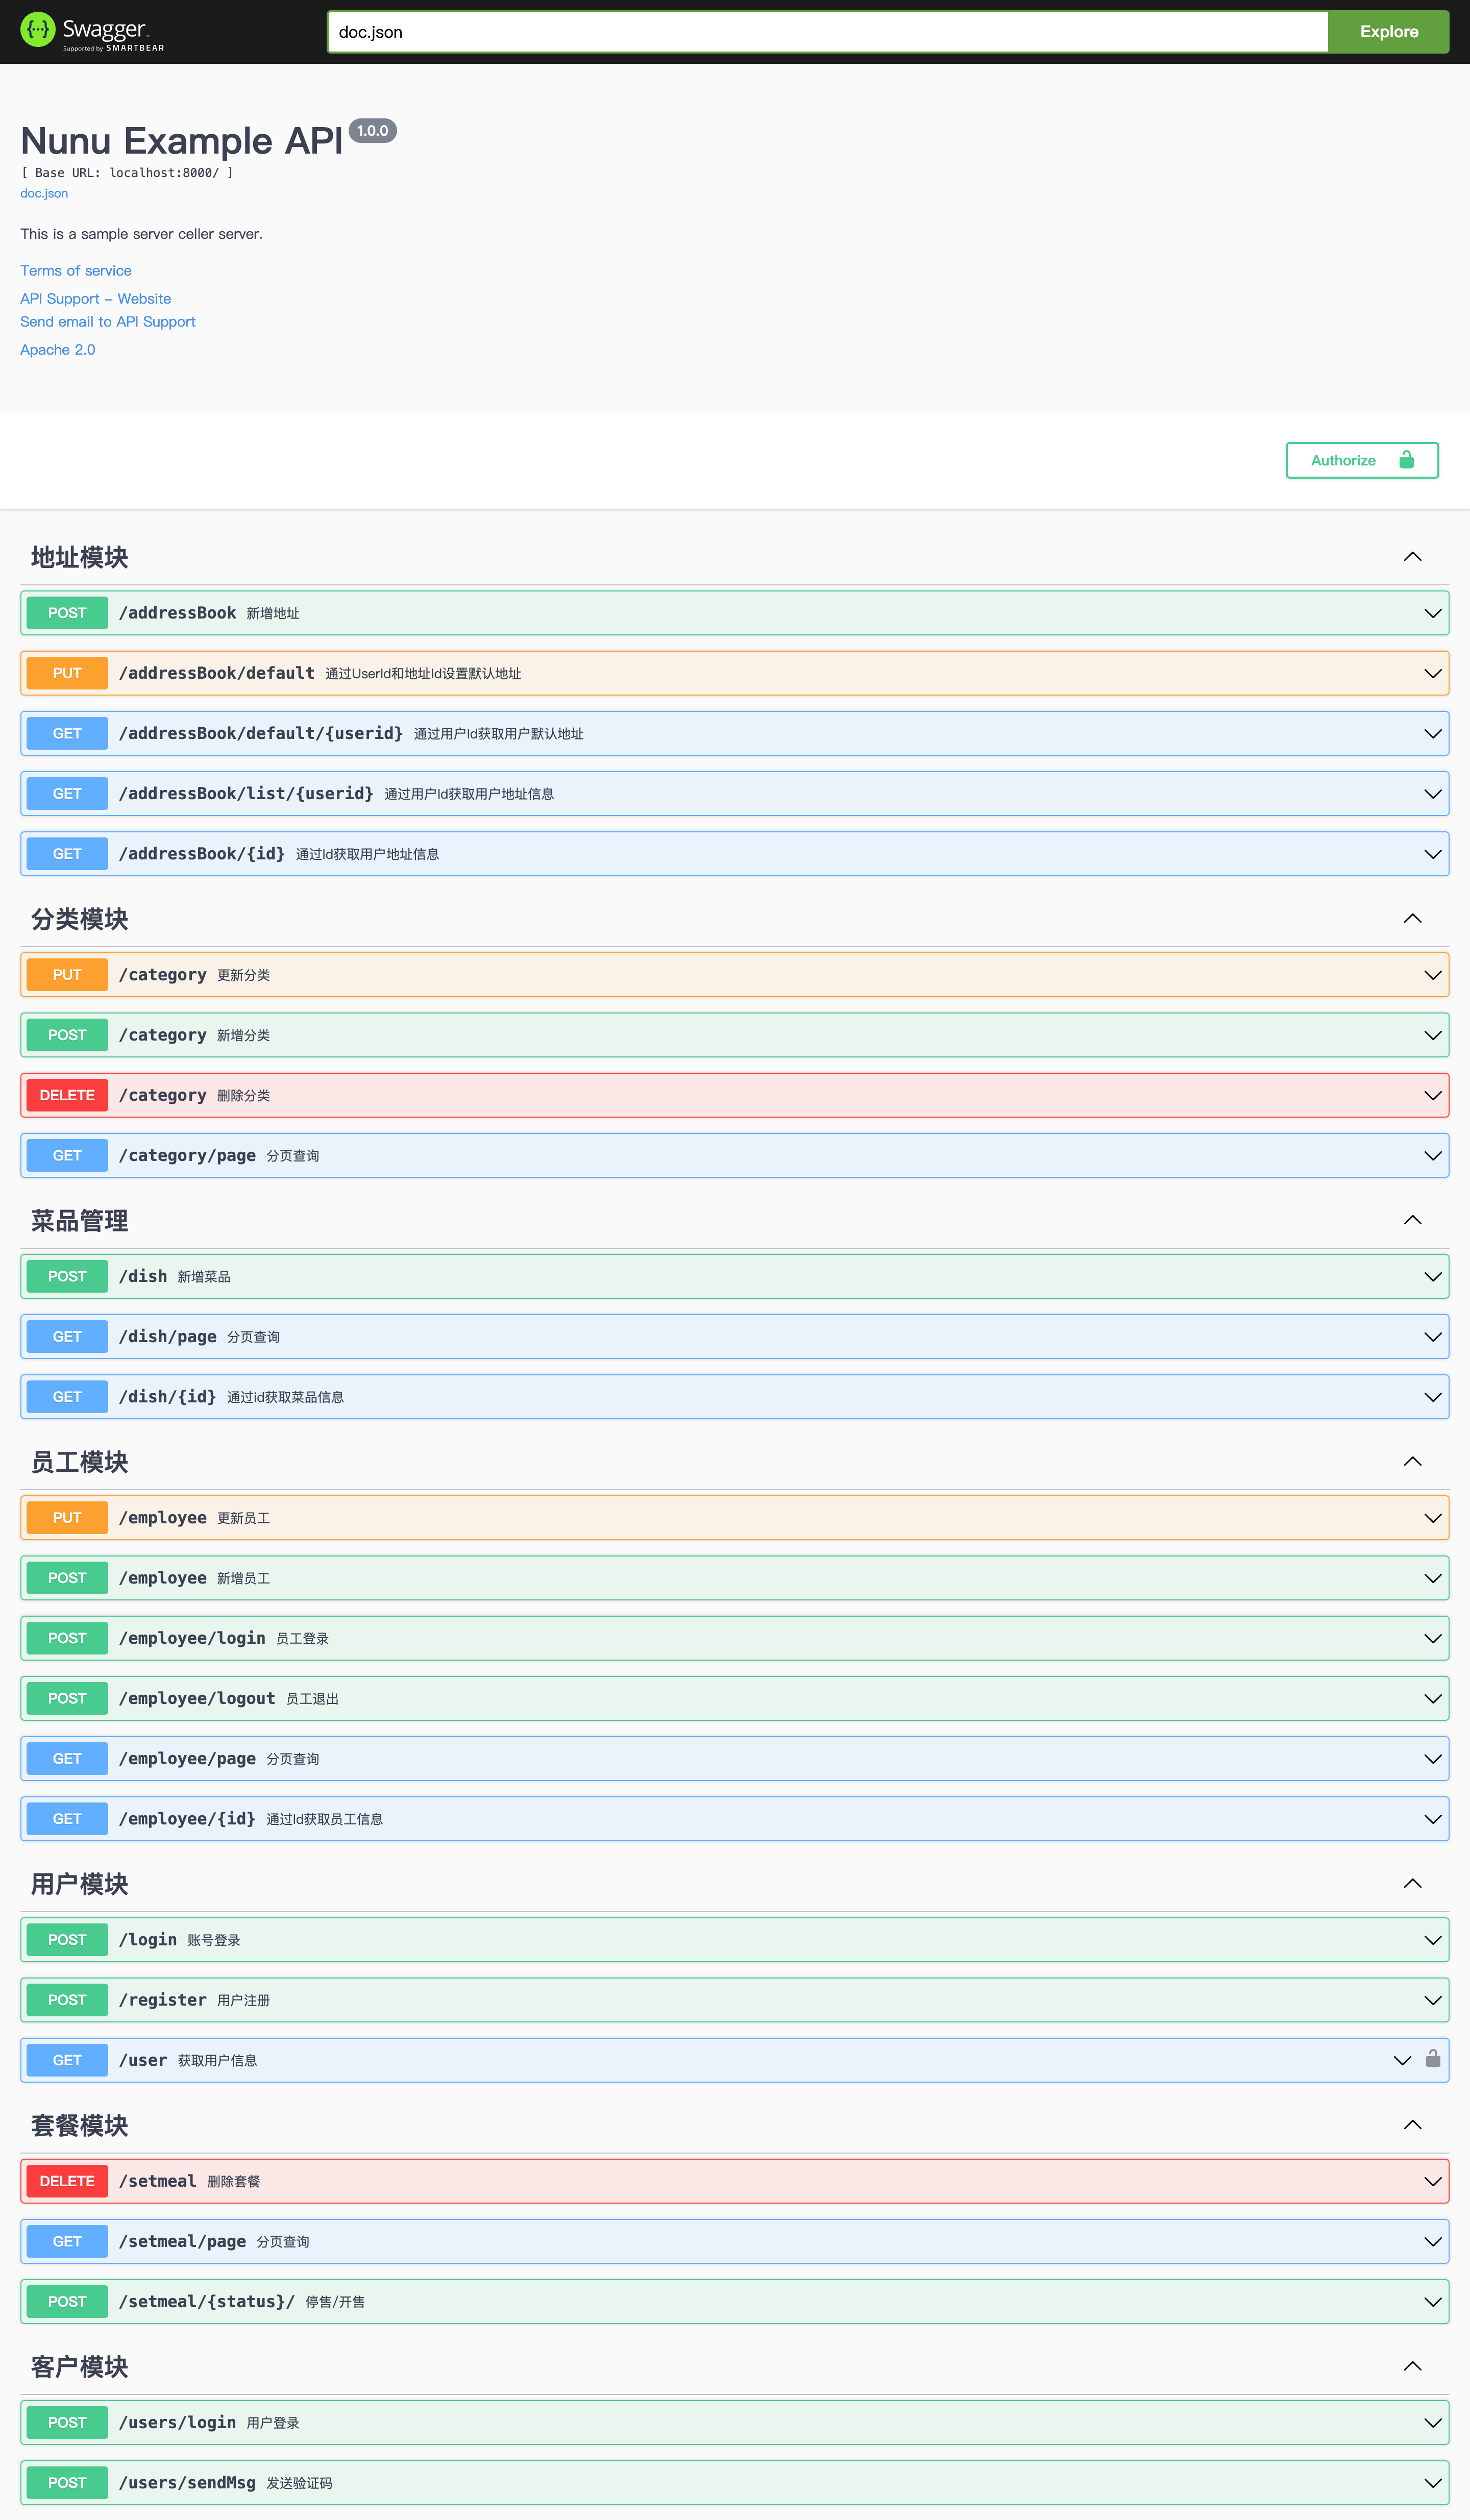 Swagger.
Supported by SMARTBEAR
doc.json
Explore
Nunu Example API 1.0.0
[ Base URL: localhost:8000/ ]
doc.json
This is a sample server celler server.
Terms of service
API Support - Website
Send email to API Support
Apache 2.0
Authorize
地址模块
POST /addressBook 新增地址
PUT /addressBook/default 通过UserId和地址Id设置默认地址
GET /addressBook/default/{userid} 通过用户Id获取用户默认地址
GET /addressBook/list/{userid} 通过用户Id获取用户地址信息
GET /addressBook/{id} 通过Id获取用户地址信息
分类模块
PUT /category 更新分类
POST /category 新增分类
DELETE /category 删除分类
GET /category/page 分页查询
菜品管理
POST /dish 新增菜品
GET /dish/page 分页查询
GET /dish/{id} 通过id获取菜品信息
员工模块
PUT /employee 更新员工
POST /employee 新增员工
POST /employee/login 员工登录
POST /employee/logout 员工退出
GET /employee/page 分页查询
GET /employee/{id} 通过Id获取员工信息
用户模块
POST /login 账号登录
POST /register 用户注册
GET /user 获取用户信息
套餐模块
DELETE /setmeal 删除套餐
GET /setmeal/page 分页查询
POST /setmeal/{status}/ 停售/开售
客户模块
POST /users/login 用户登录
POST /users/sendMsg 发送验证码